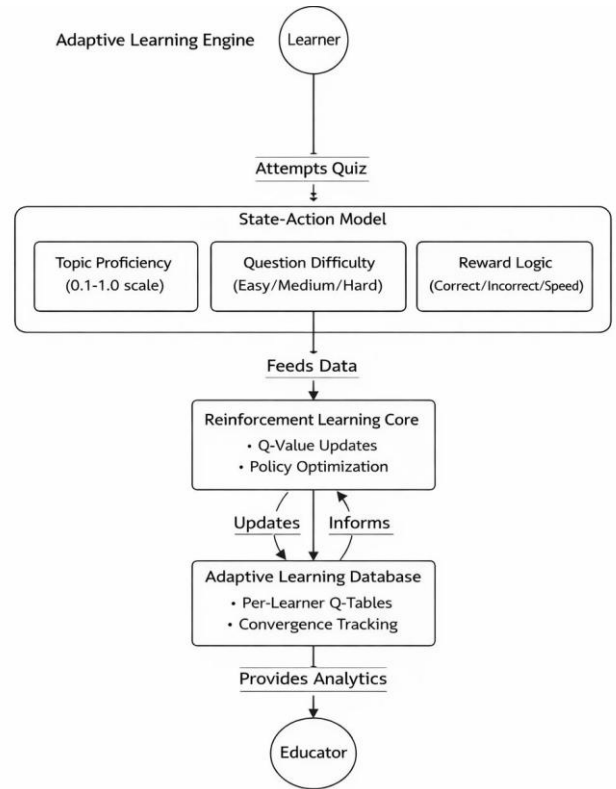 Adaptive Learning Engine
Learner
Attempts Quiz
State-Action Model
Topic Proficiency
(0.1-1.0 scale)
Question Difficulty
(Easy/Medium/Hard)
Reward Logic
(Correct/Incorrect/Speed)
Feeds Data
Reinforcement Learning Core
• Q-Value Updates
• Policy Optimization
Updates
Informs
Adaptive Learning Database
• Per-Learner Q-Tables
• Convergence Tracking
Provides Analytics
Educator